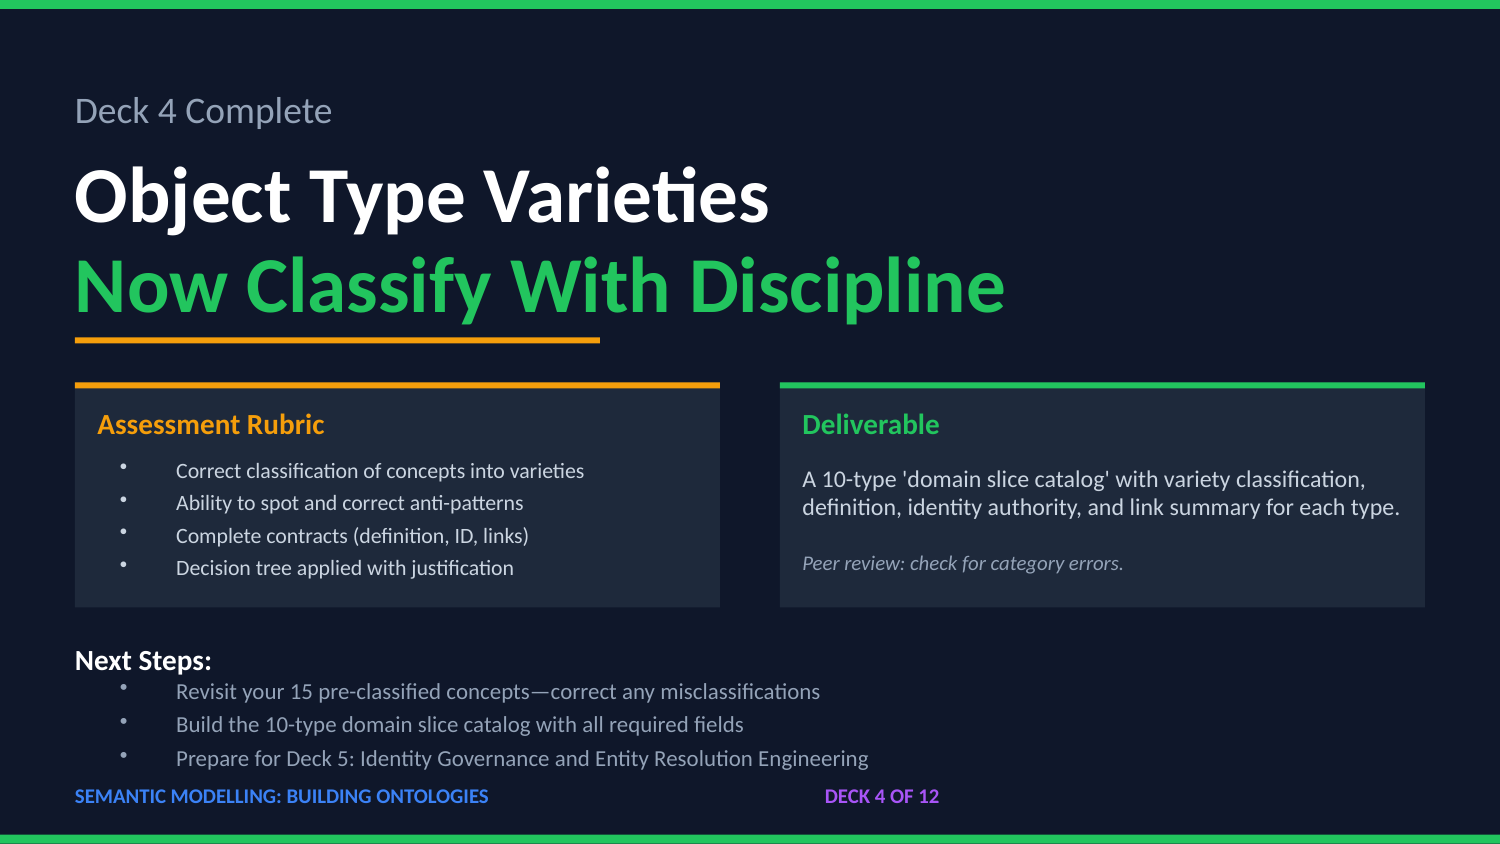 Deck 4 Complete
Object Type Varieties
Now Classify With Discipline
Assessment Rubric
• Correct classification of concepts into varieties
• Ability to spot and correct anti-patterns
• Complete contracts (definition, ID, links)
• Decision tree applied with justification
Deliverable
A 10-type 'domain slice catalog' with variety classification,
definition, identity authority, and link summary for each type.
Peer review: check for category errors.
Next Steps:
• Revisit your 15 pre-classified concepts—correct any misclassifications
• Build the 10-type domain slice catalog with all required fields
• Prepare for Deck 5: Identity Governance and Entity Resolution Engineering
SEMANTIC MODELLING: BUILDING ONTOLOGIES
DECK 4 OF 12